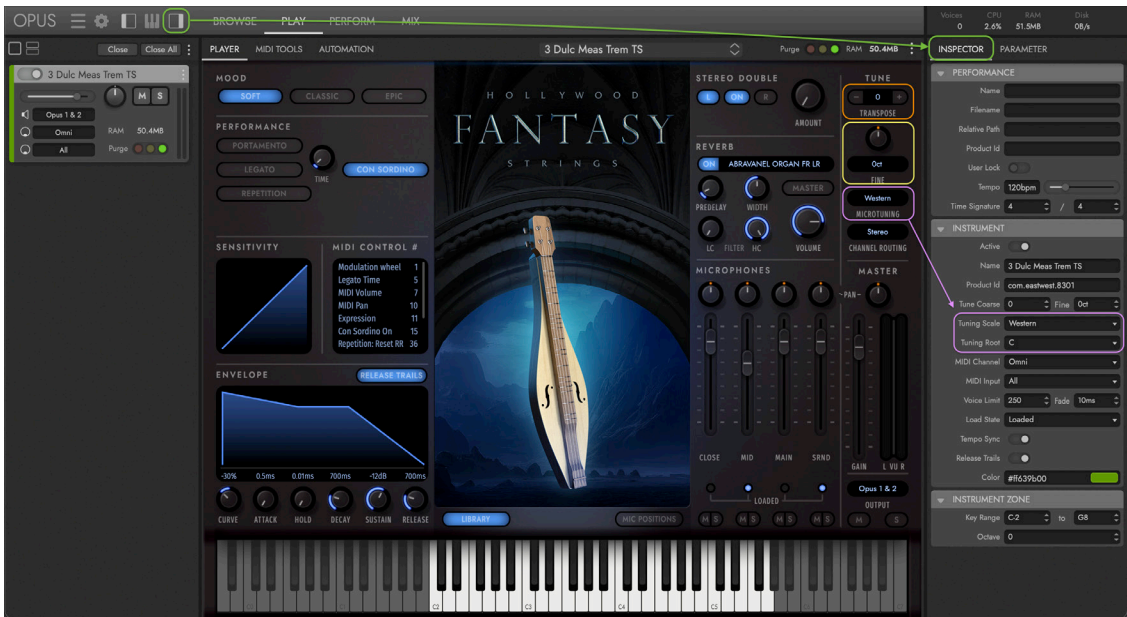 OPUS
BROWSE PLAY PERFORM MIX
Voices CPU RAM Disk
0 2.6% 51.5MB 0B/s
Close Close All
PLAYER MIDI TOOLS AUTOMATION
3 Dulc Meas Trem TS
Purge RAM 50.4MB
INSPECTOR PARAMETER
3 Dulc Meas Trem TS
M S
Opus 1 & 2
Omni RAM 50.4MB
All Purge
MOOD
SOFT CLASSIC EPIC
PERFORMANCE
PORTAMENTO
LEGATO
REPETITION
TIME
CON SORDINO
SENSITIVITY
MIDI CONTROL #
Modulation wheel 1
Legato Time 5
MIDI Volume 7
MIDI Pan 10
Expression 11
Con Sordino On 15
Repetition: Reset RR 36
ENVELOPE
RELEASE TRAILS
-30% 0.5ms 0.01ms 700ms -12dB 700ms
CURVE ATTACK HOLD DECAY SUSTAIN RELEASE
HOLLYWOOD
FANTASY
STRINGS
LIBRARY
MIC POSITIONS
STEREO DOUBLE
L ON R
AMOUNT
REVERB
ON ABRAVANEL ORGAN FR LR
PREDELAY WIDTH
MASTER
LC FILTER HC
VOLUME
MICROPHONES
CLOSE MID MAIN SRND
LOADED
M S M S M S M S
TUNE
- 0 +
TRANSPOSE
0ct
FINE
Western
MICROTUNING
Stereo
CHANNEL ROUTING
MASTER
-PAN-
GAIN L VU R
Opus 1 & 2
OUTPUT
M S
C2 C3 C4 C5
PERFORMANCE
Name
Filename
Relative Path
Product Id
User Lock
Tempo 120bpm
Time Signature 4 / 4
INSTRUMENT
Active
Name 3 Dulc Meas Trem TS
Product Id com.eastwest.8301
Tune Coarse 0 Fine 0ct
Tuning Scale Western
Tuning Root C
MIDI Channel Omni
MIDI Input All
Voice Limit 250 Fade 10ms
Load State Loaded
Tempo Sync
Release Trails
Color #ff639b00
INSTRUMENT ZONE
Key Range C-2 to G8
Octave 0